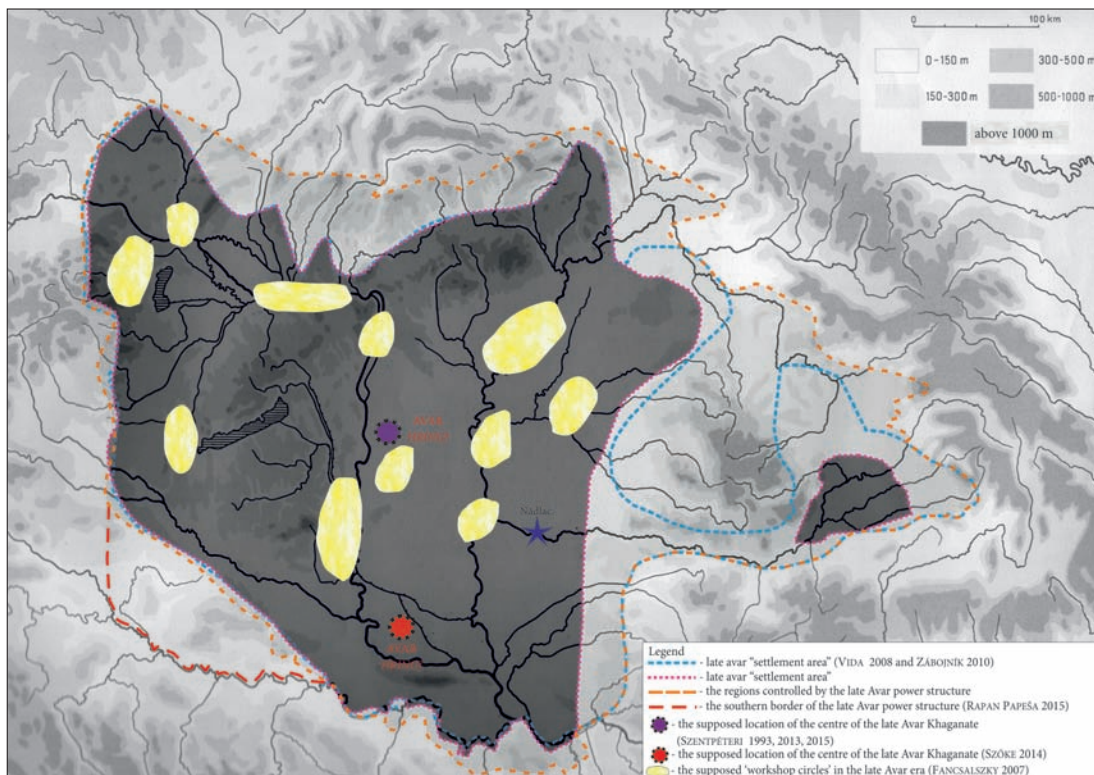 0
100 km
0-150 m
300-500 m
150-300 m
500-1000 m
above 1000 m
Nădlac
Legend
- late avar “settlement area” (VIDA 2008 and ZÁBOJNÍK 2010)
- late avar “settlement area”
- the regions controlled by the late Avar power structure
- the southern border of the late Avar power structure (RAPAN PAPEŠA 2015)
- the supposed location of the centre of the late Avar Khaganate
(SZENTPÉTERI 1993, 2013, 2015)
- the supposed location of the centre of the late Avar Khaganate (SZŐKE 2014)
- the supposed ‘workshop circles’ in the late Avar era (FANCSALSZKY 2007)